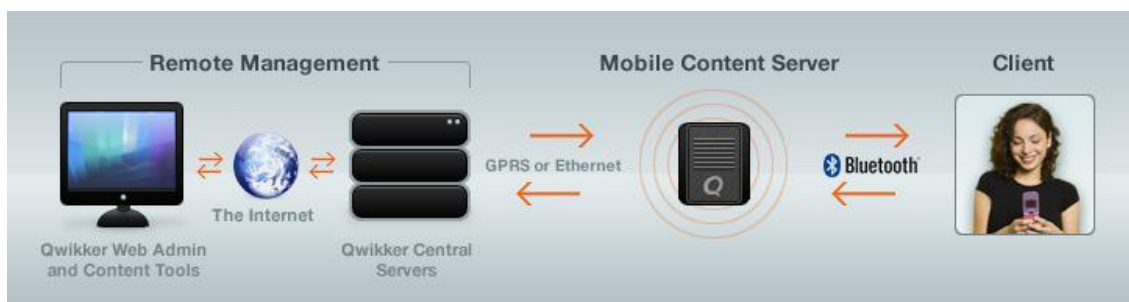 Remote Management
Mobile Content Server
Client
GPRS or Ethernet
Q
Bluetooth
The Internet
Qwikker Web Admin
and Content Tools
Qwikker Central
Servers